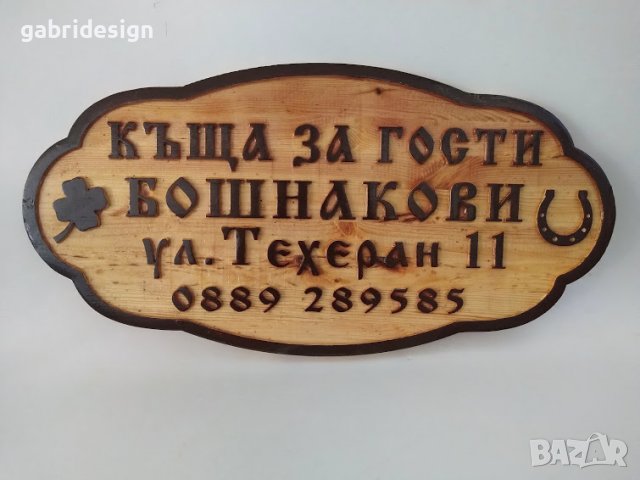 gabridesign
КЪЩА ЗА ГОСТИ
БОШНАКОВИ
ул. Техеран 11
0889 289585
BAZAR